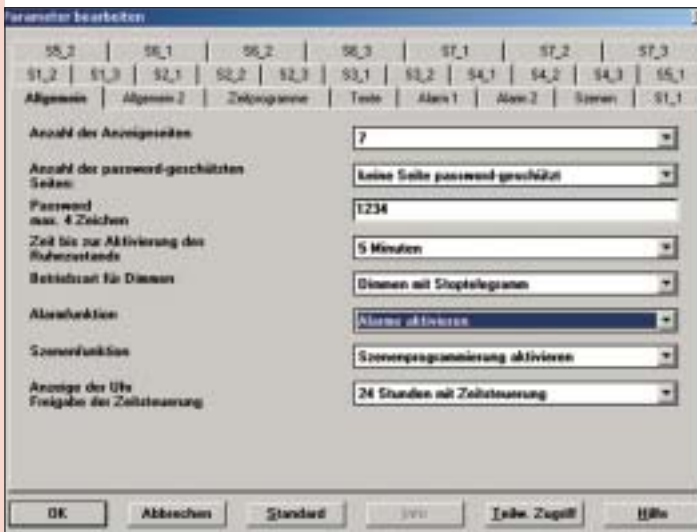 Parameter bearbeiten
S5_2 S6_1 S6_2 S6_3 S7_1 S7_2 S7_3
S1_2 S1_3 S2_1 S2_2 S2_3 S3_1 S3_2 S4_1 S4_2 S4_3 S5_1
Allgemein Allgemein 2 Zeitprogramme Texte Alarm 1 Alarm 2 Szenen S1_1
Anzahl der Anzeigeseiten 7
Anzahl der password-geschützten
Seiten: keine Seite password-geschützt
Password
max. 4 Zeichen 1234
Zeit bis zur Aktivierung des
Ruhezustands 5 Minuten
Betriebsart für Dimmen Dimmen mit Stoptelegramm
Alarmfunktion Alarme aktivieren
Szenenfunktion Szenenprogrammierung aktivieren
Anzeige der Uhr
Freigabe der Zeitsteuerung 24 Stunden mit Zeitsteuerung
OK Abbrechen Standard Teilw. Zugriff Hilfe